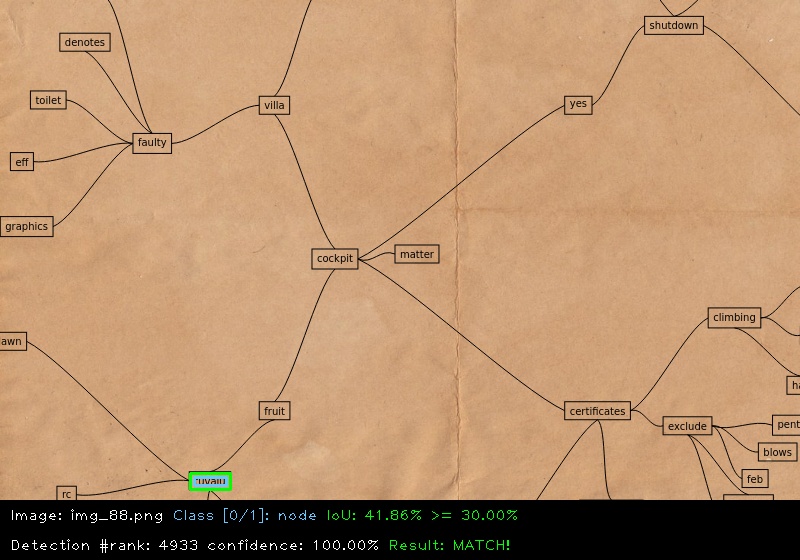 shutdown
denotes
toilet
villa
yes
faulty
eff
graphics
cockpit
matter
climbing
awn
fruit
certificates
exclude
pent
blows
feb
rc
Image: img_88.png Class [0/1]: node IoU: 41.86% >= 30.00%
Detection #rank: 4933 confidence: 100.00% Result: MATCH!